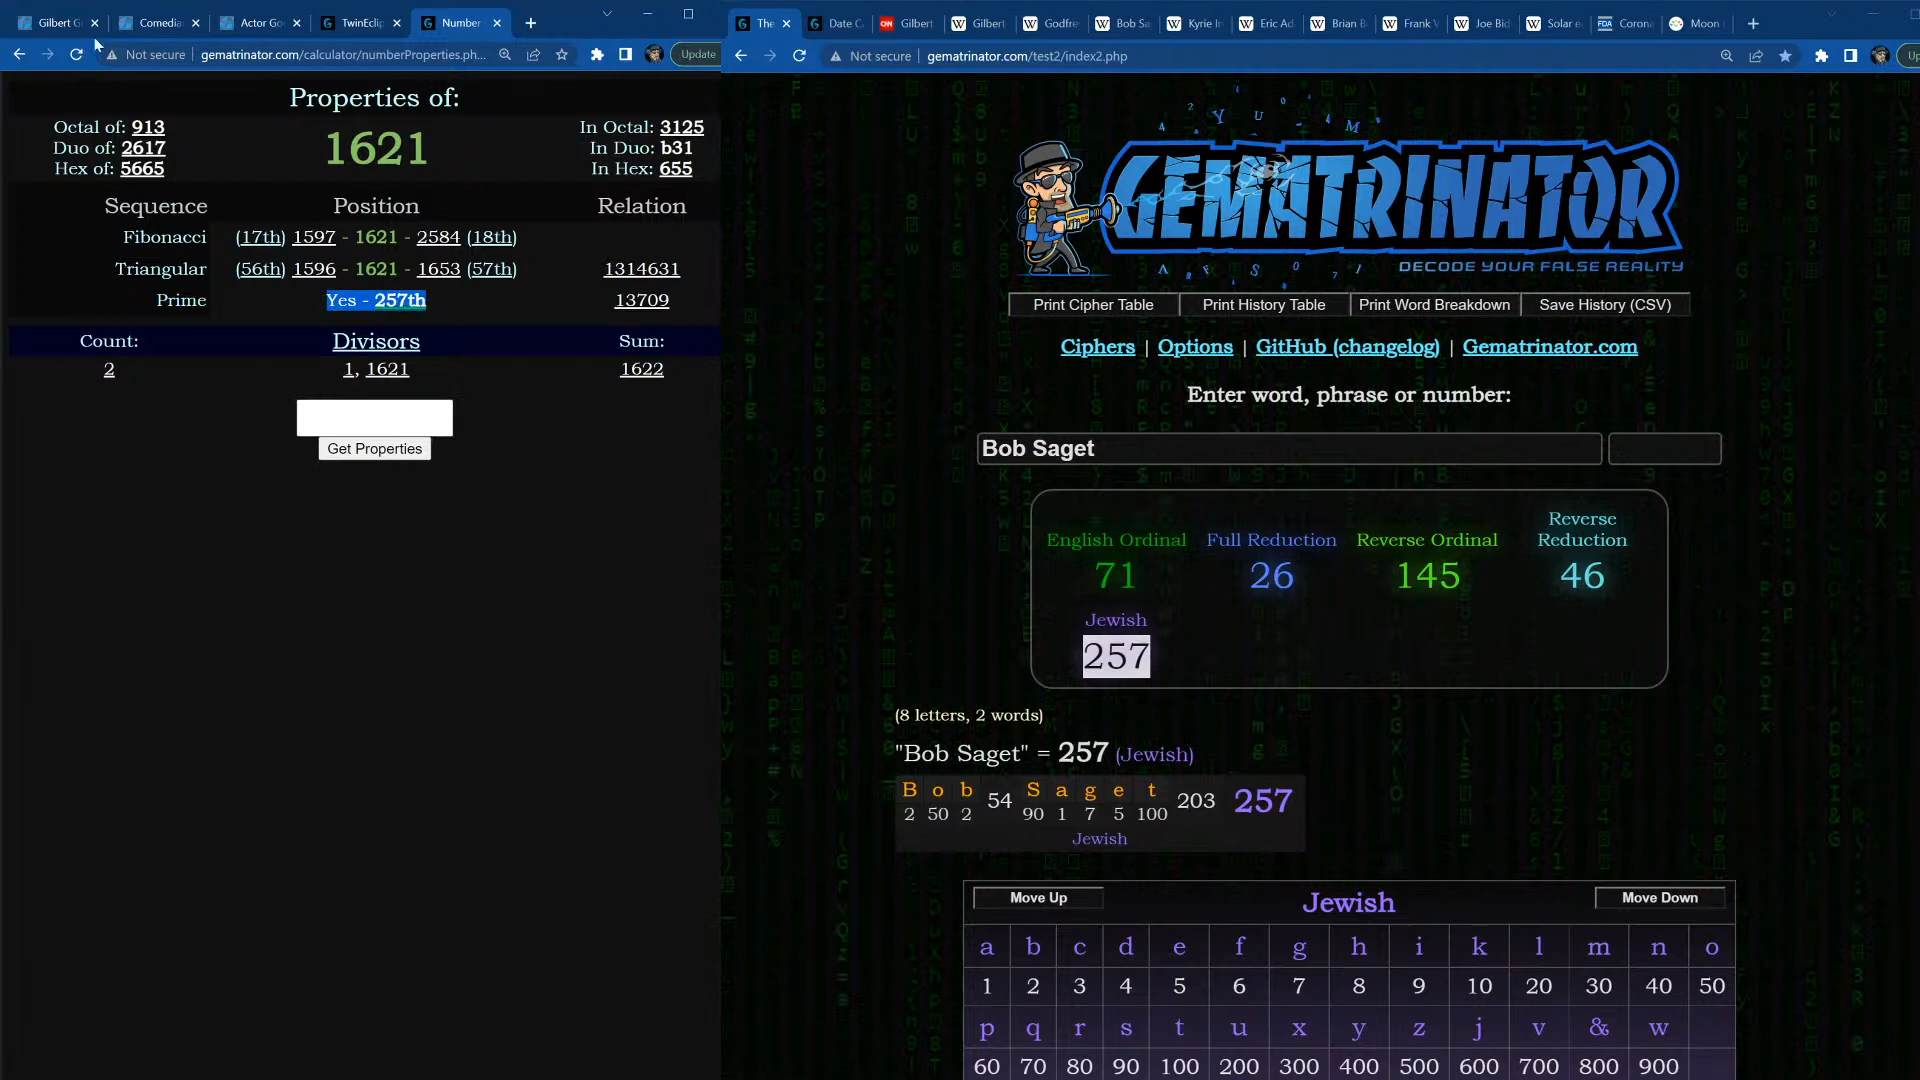 Gilbert G
Comedia
Actor Go
TwinEclip
Number
Not secure
gematrinator.com/calculator/numberProperties.ph...
Update
Properties of:
Octal of: 913
Duo of: 2617
Hex of: 5665
1621
In Octal: 3125
In Duo: b31
In Hex: 655
Sequence Position Relation
Fibonacci (17th) 1597 - 1621 - 2584 (18th)
Triangular (56th) 1596 - 1621 - 1653 (57th) 1314631
Prime Yes - 257th 13709
Count: Divisors Sum:
2 1, 1621 1622
Get Properties
The
Date C
Gilbert
Gilbert
Godfre
Bob Sa
Kyrie In
Eric Ad
Brian B
Frank V
Joe Bid
Solar e
Corona
Moon
Not secure
gematrinator.com/test2/index2.php
Up
GEMATRINATOR
DECODE YOUR FALSE REALITY
Print Cipher Table Print History Table Print Word Breakdown Save History (CSV)
Ciphers | Options | GitHub (changelog) | Gematrinator.com
Enter word, phrase or number:
Bob Saget
English Ordinal Full Reduction Reverse Ordinal Reverse Reduction
71 26 145 46
Jewish
257
(8 letters, 2 words)
"Bob Saget" = 257 (Jewish)
B o b 54 S a g e t 203 257
2 50 2 90 1 7 5 100
Jewish
Move Up Jewish Move Down
a b c d e f g h i k l m n o
1 2 3 4 5 6 7 8 9 10 20 30 40 50
p q r s t u x y z j v & w
60 70 80 90 100 200 300 400 500 600 700 800 900